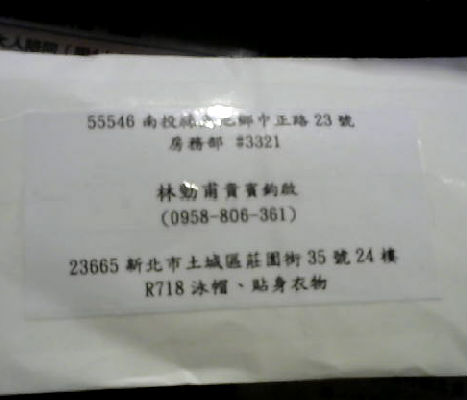 55546 南投縣魚池鄉中正路 23 號
房務部 #3321
林勁甫貴賓鈞啟
(0958-806-361)
23665 新北市土城區莊園街 35 號 24 樓
R718 泳帽、貼身衣物